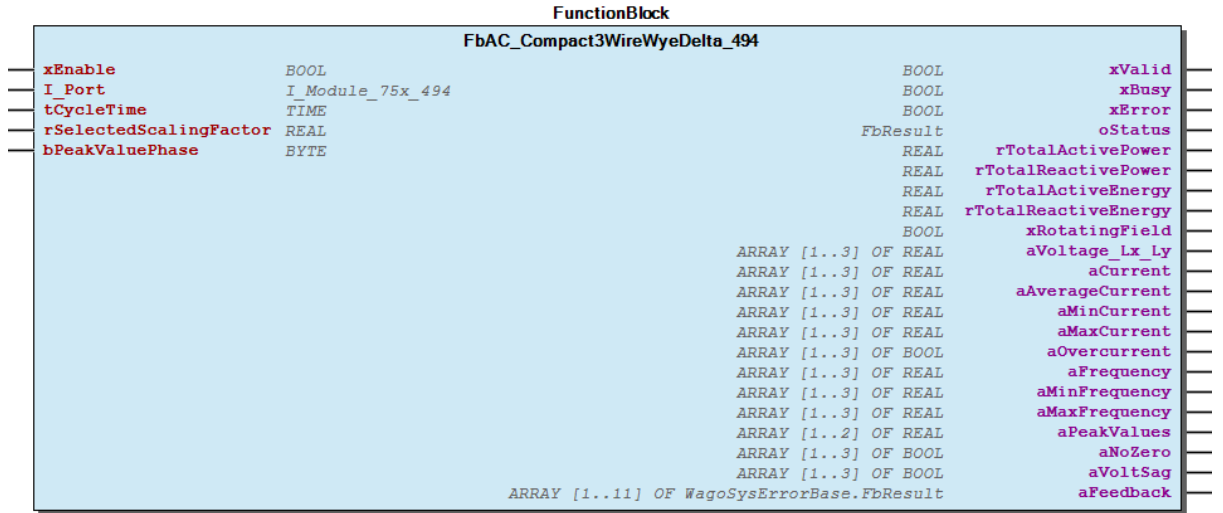 FunctionBlock
FbAC_Compact3WireWyeDelta_494
xEnable BOOL BOOL xValid
I_Port I_Module_75x_494 BOOL xBusy
tCycleTime TIME BOOL xError
rSelectedScalingFactor REAL FbResult oStatus
bPeakValuePhase BYTE REAL rTotalActivePower
REAL rTotalReactivePower
REAL rTotalActiveEnergy
REAL rTotalReactiveEnergy
BOOL xRotatingField
ARRAY [1..3] OF REAL aVoltage_Lx_Ly
ARRAY [1..3] OF REAL aCurrent
ARRAY [1..3] OF REAL aAverageCurrent
ARRAY [1..3] OF REAL aMinCurrent
ARRAY [1..3] OF REAL aMaxCurrent
ARRAY [1..3] OF BOOL aOvercurrent
ARRAY [1..3] OF REAL aFrequency
ARRAY [1..3] OF REAL aMinFrequency
ARRAY [1..3] OF REAL aMaxFrequency
ARRAY [1..2] OF REAL aPeakValues
ARRAY [1..3] OF BOOL aNoZero
ARRAY [1..3] OF BOOL aVoltSag
ARRAY [1..11] OF WagoSysErrorBase.FbResult aFeedback